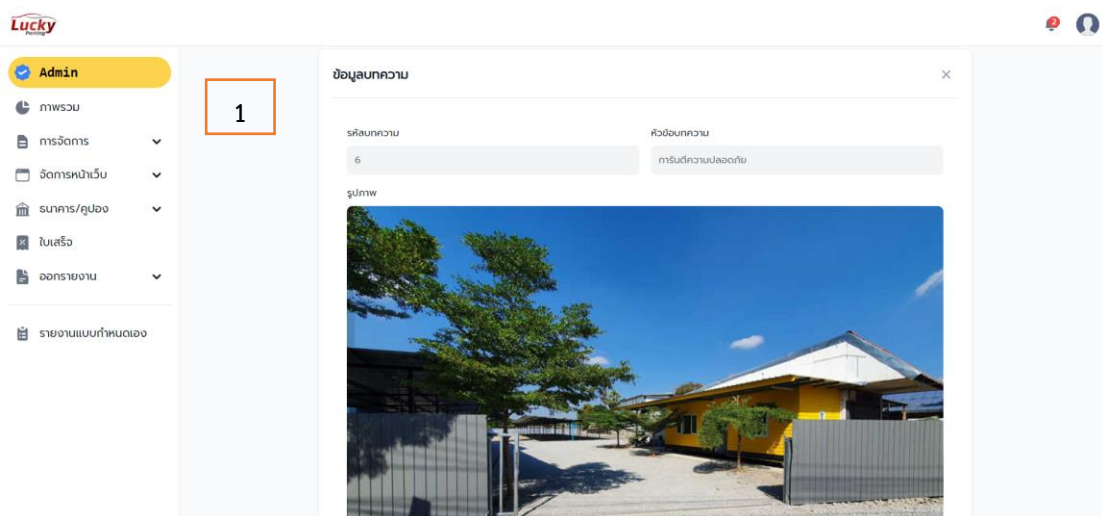 Lucky
Parking
2
Admin
ภาพรวม
การจัดการ
จัดการหน้าเว็บ
ธนาคาร/คูปอง
ใบเสร็จ
ออกรายงาน
รายงานแบบกำหนดเอง
1
ข้อมูลบทความ
รหัสบทความ
หัวข้อบทความ
6
การันตีความปลอดภัย
รูปภาพ